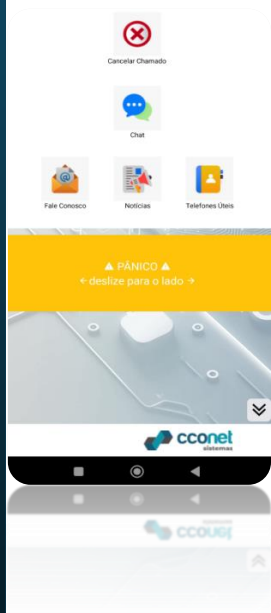 Cancelar Chamado
Chat
Fale Conosco
Notícias
Telefones Úteis
⚠ PÂNICO ⚠
← deslize para o lado →
cconet
sistemas